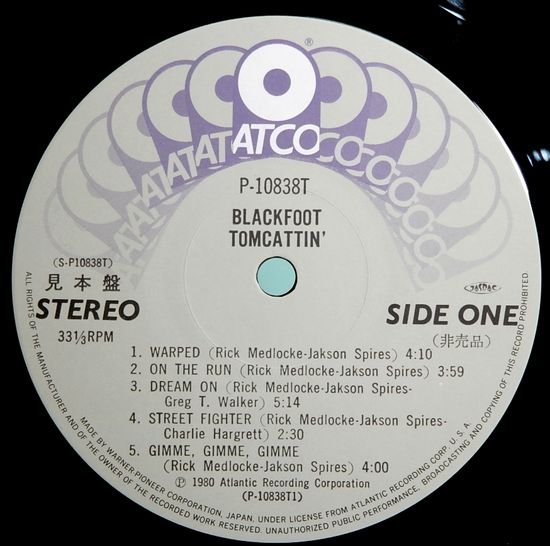 ®
ATCO
P-10838T
BLACKFOOT
TOMCATTIN'
(S-P10838T)
見本盤
STEREO
33⅓RPM
JASRAC
SIDE ONE
(非売品)
1. WARPED (Rick Medlocke-Jakson Spires) 4:10
2. ON THE RUN (Rick Medlocke-Jakson Spires) 3:59
3. DREAM ON (Rick Medlocke-Jakson Spires-
Greg T. Walker) 5:14
4. STREET FIGHTER (Rick Medlocke-Jakson Spires-
Charlie Hargrett) 2:30
5. GIMME, GIMME, GIMME
(Rick Medlocke-Jakson Spires) 4:00
Ⓟ 1980 Atlantic Recording Corporation
(P-10838T1)
MADE BY WARNER-PIONEER CORPORATION, JAPAN, UNDER LICENSE FROM ATLANTIC RECORDING CORP. U.S.A.
ALL RIGHTS OF THE MANUFACTURER AND OF THE OWNER OF THE RECORDED WORK RESERVED. UNAUTHORIZED PUBLIC PERFORMANCE, BROADCASTING AND COPYING OF THIS RECORD PROHIBITED.